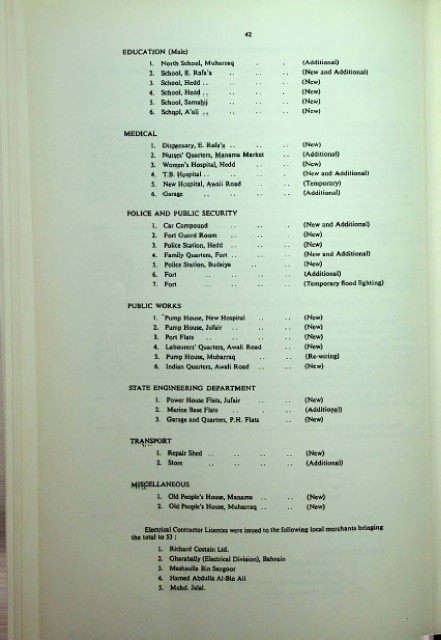 42
EDUCATION (Male)
1. North School, Muharraq . . .. (Additional)
2. School, E. Rafa's .. .. .. (New and Additional)
3. School, Hedd .. .. .. .. (New)
4. School, Hedd .. .. .. .. (New)
5. School, Samahij .. .. .. (New)
6. School, A'ali .. .. .. .. (New)
MEDICAL
1. Dispensary, E. Rafa's .. .. .. (New)
2. Nurses' Quarters, Manama Market .. (Additional)
3. Women's Hospital, Hedd .. .. (New)
4. T.B. Hospital .. .. .. .. (New and Additional)
5. New Hospital, Awali Road . .. (Temporary)
6. Garage .. .. .. .. (Additional)
POLICE AND PUBLIC SECURITY
1. Car Compound .. .. .. (New and Additional)
2. Fort Guard Room .. .. .. (New)
3. Police Station, Hedd .. .. .. (New)
4. Family Quarters, Fort .. .. .. (New and Additional)
5. Police Station, Budaiya .. .. (New)
6. Fort .. .. .. .. (Additional)
7. Fort .. .. .. .. (Temporary flood lighting)
PUBLIC WORKS
1. Pump House, New Hospital .. .. (New)
2. Pump House, Jufair .. .. .. (New)
3. Port Flats .. .. .. .. (New)
4. Labourers' Quarters, Awali Road .. .. (New)
5. Pump House, Muharraq .. .. (Re-wiring)
6. Indian Quarters, Awali Road .. .. (New)
STATE ENGINEERING DEPARTMENT
1. Power House Flats, Jufair .. .. (New)
2. Marine Base Flats .. . .. (Additional)
3. Garage and Quarters, P.H. Flats .. (New)
TRANSPORT
1. Repair Shed .. .. .. .. (New)
2. Store .. .. .. .. (Additional)
MISCELLANEOUS
1. Old People's House, Manama .. .. (New)
2. Old People's House, Muharraq .. .. (New)
Electrical Contractor Licences were issued to the following local merchants bringing
the total to 53 :
1. Richard Costain Ltd.
2. Gharabally (Electrical Division), Bahrain
3. Mashaalla Bin Sangoor
4. Hamed Abdulla Al-Bin Ali
5. Mohd. Jalal.